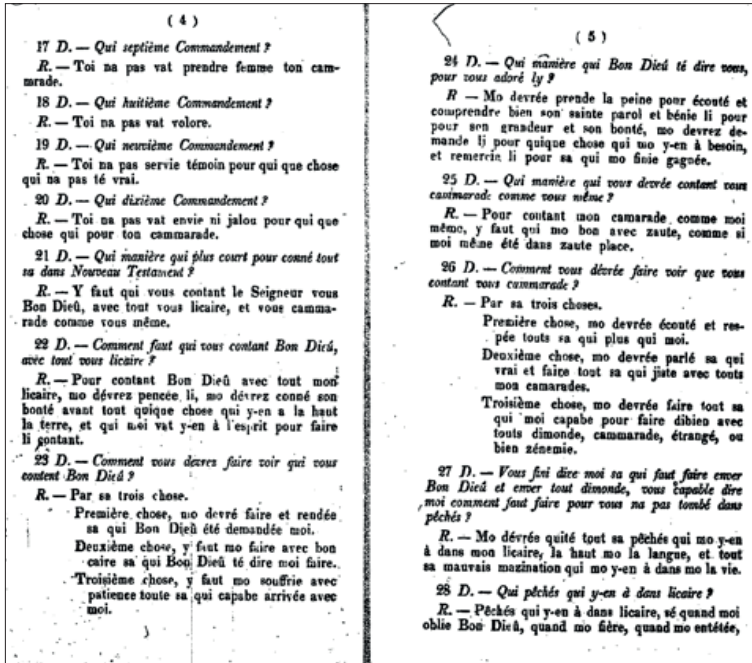 ( 4 )
17 D. — Qui septième Commandement ?
R. — Toi na pas vat prendre femme ton cam-
marade.
18 D. — Qui huitième Commandement ?
R. — Toi na pas vat volore.
19 D. — Qui neuvième Commandement ?
R. — Toi na pas servie témoin pour qui que chose
qui na pas té vrai.
20 D. — Qui dixième Commandement ?
R. — Toi na pas vat envie ni jalou pour qui que
chose qui pour ton cammarade.
21 D. — Qui manière qui plus court pour conné tout
sa dans Nouveau Testament ?
R. — Y faut qui vous contant le Seigneur vous
Bon Dieû, avec tout vous licaire, et vous camma-
rade comme vous même.
22 D. — Comment faut qui vous contant Bon Dieû,
avec tout vous licaire ?
R. — Pour contant Bon Dieû avec tout mon
licaire, mo dévrez pencée li, mo dévrez conné son
bonté avant tout quique chose qui y-en a la haut
la terre, et qui moi vat y-en à l'esprit pour faire
li contant.
23 D. — Comment vous devrez faire voir qui vous
content Bon Dieû ?
R. — Par sa trois chose.
Première chose, mo devré faire et rendée
sa qui Bon Dieû été demandée moi.
Deuxième chose, y faut mo faire avec bon
caire sa qui Bon Dieû té dire moi faire.
Troisième chose, y faut mo souffrie avec
patience toute sa qui capabe arrivée avec
moi.
( 5 )
24 D. — Qui manière qui Bon Dieû té dire vous,
pour vous adoré ly ?
R — Mo devrée prende la peine pour écouté et
comprendre bien son sainte parol et bénie li pour
pour son grandeur et son bonté, mo devrez de-
mande li pour quique chose qui mo y-en à besoin,
et remercie li pour sa qui mo finie gagnée.
25 D. — Qui manière qui vous devrée contant vous
cammarade comme vous même ?
R. — Pour contant mon camarade comme moi
même, y faut qui mo bon avec zaute, comme si
moi même été dans zaute place.
26 D. — Comment vous dévrée faire voir que vous
contant vous cammarade ?
R. — Par sa trois choses.
Première chose, mo devrée écouté et res-
pée touts sa qui plus qui moi.
Deuxième chose, mo devrée parlé sa qui
vrai et faire tout sa qui jiste avec touts
mon camarades.
Troisième chose, mo devrée faire tout sa
qui moi capabe pour faire dibien avec
touts dimonde, cammarade, étrangé, ou
bien zénemie.
27 D. — Vous fini dire moi sa qui faut faire enver
Bon Dieû et enver tout dimonde, vous capable dire
moi comment faut faire pour vous na pas tombé dans
pêchés ?
R. — Mo dévrée quité tout sa pêchés qui mo y-en
à dans mon licaire, la haut mo la langue, et tout
sa mauvais mazination qui mo y-en à dans mo la vie.
28 D. — Qui pêchés qui y-en à dans licaire ?
R. — Pêchés qui y-en à dans licaire, sé quand moi
oblie Bon Dieû, quand mo fière, quand mo entétée,